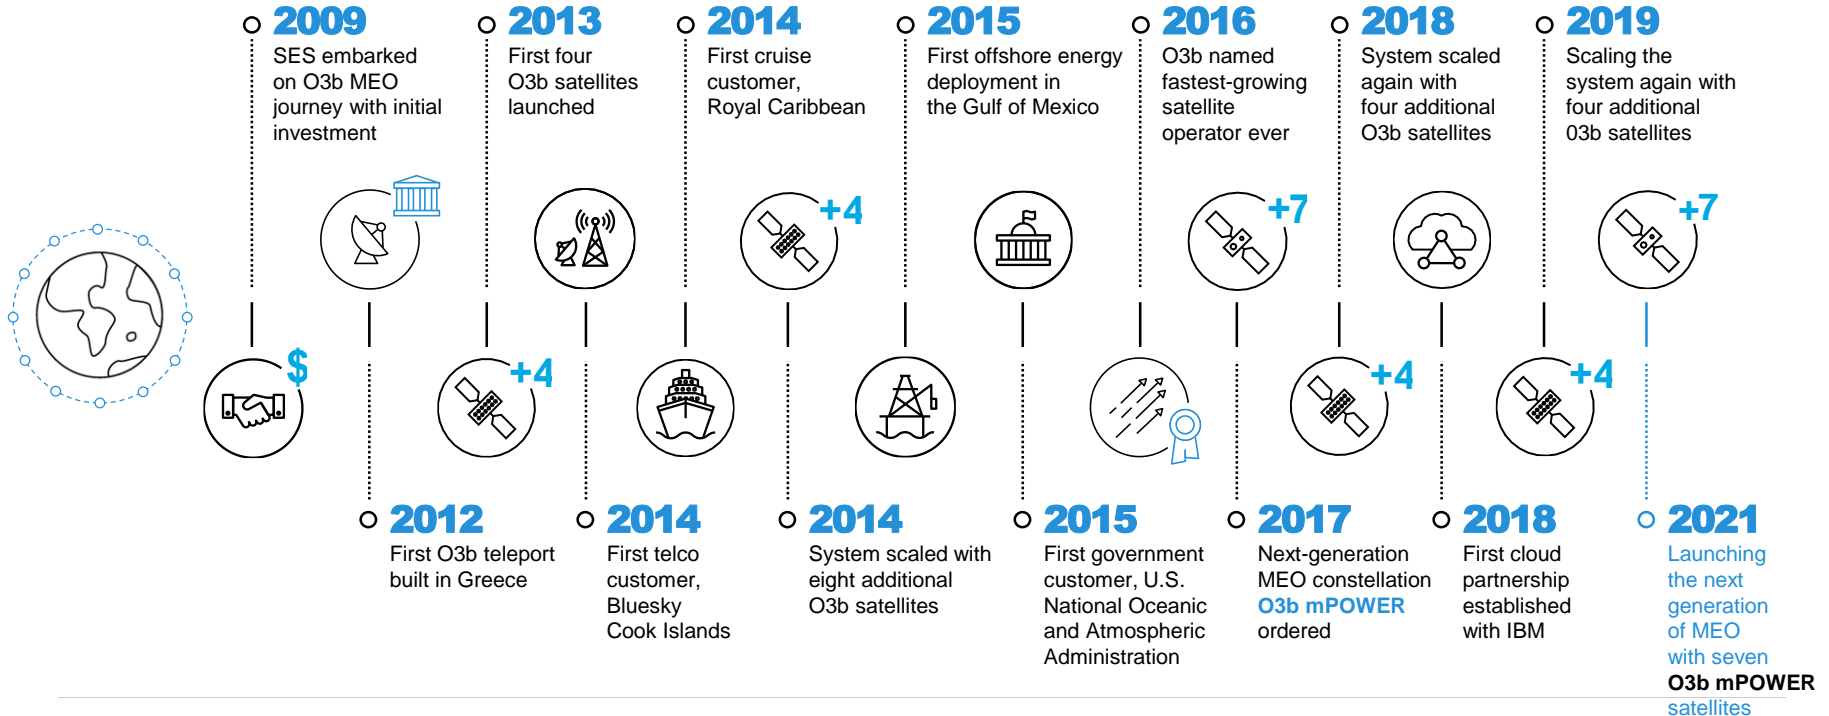 2009
SES embarked
on O3b MEO
journey with initial
investment
2013
First four
O3b satellites
launched
2014
First cruise
customer,
Royal Caribbean
2015
First offshore energy
deployment in
the Gulf of Mexico
2016
O3b named
fastest-growing
satellite
operator ever
2018
System scaled
again with
four additional
O3b satellites
2019
Scaling the
system again with
four additional
03b satellites
+4
+7
+7
$
+4
+4
+4
2012
First O3b teleport
built in Greece
2014
First telco
customer,
Bluesky
Cook Islands
2014
System scaled with
eight additional
O3b satellites
2015
First government
customer, U.S.
National Oceanic
and Atmospheric
Administration
2017
Next-generation
MEO constellation
O3b mPOWER
ordered
2018
First cloud
partnership
established
with IBM
2021
Launching
the next
generation
of MEO
with seven
O3b mPOWER
satellites